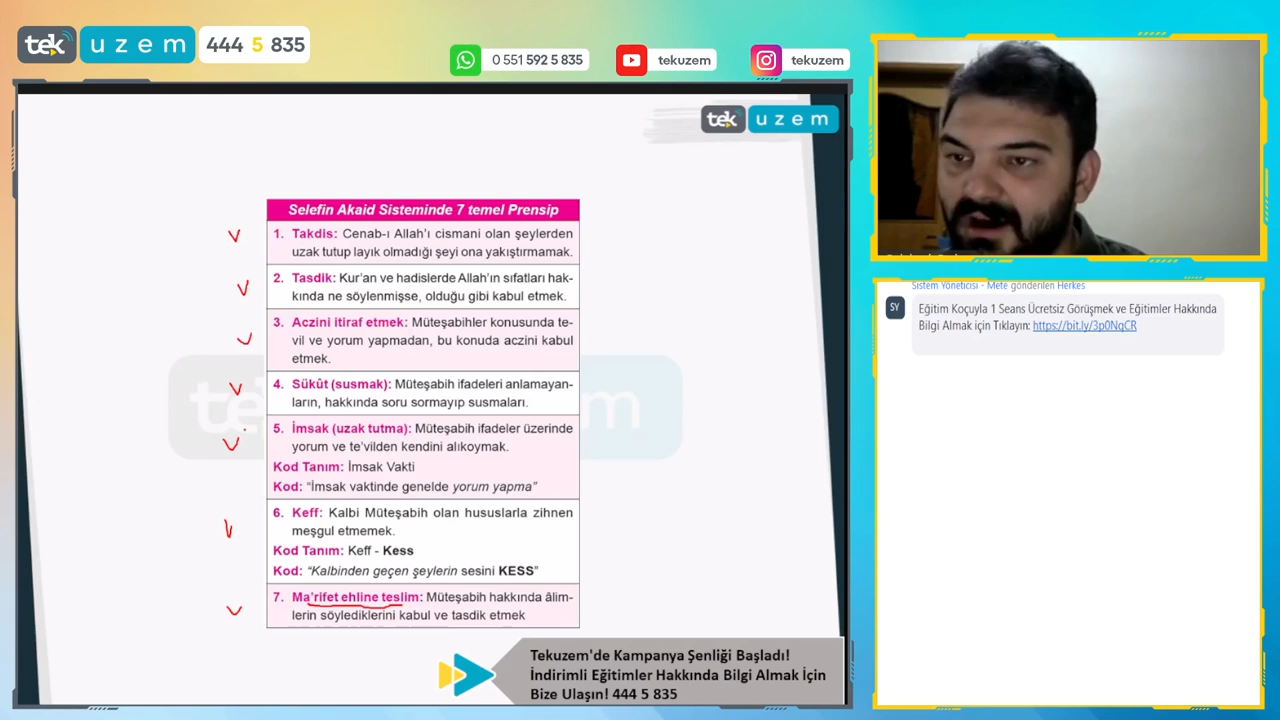 tek uzem 444 5 835
0 551 592 5 835
tekuzem
tekuzem
tek uzem
Selefin Akaid Sisteminde 7 temel Prensip
1. Takdis: Cenab-ı Allah'ı cismani olan şeylerden
uzak tutup layık olmadığı şeyi ona yakıştırmamak.
2. Tasdik: Kur'an ve hadislerde Allah'ın sıfatları hak-
kında ne söylenmişse, olduğu gibi kabul etmek.
3. Aczini itiraf etmek: Müteşabihler konusunda te-
vil ve yorum yapmadan, bu konuda aczini kabul
etmek.
4. Sükût (susmak): Müteşabih ifadeleri anlamayan-
ların, hakkında soru sormayıp susmaları.
5. İmsak (uzak tutma): Müteşabih ifadeler üzerinde
yorum ve te'vilden kendini alıkoymak.
Kod Tanım: İmsak Vakti
Kod: "İmsak vaktinde genelde yorum yapma"
6. Keff: Kalbi Müteşabih olan hususlarla zihnen
meşgul etmemek.
Kod Tanım: Keff - Kess
Kod: "Kalbinden geçen şeylerin sesini KESS"
7. Ma'rifet ehline teslim: Müteşabih hakkında âlim-
lerin söylediklerini kabul ve tasdik etmek
Tekuzem'de Kampanya Şenliği Başladı!
İndirimli Eğitimler Hakkında Bilgi Almak İçin
Bize Ulaşın! 444 5 835
Sistem Yöneticisi - Mete gönderilen Herkes
SY
Eğitim Koçuyla 1 Seans Ücretsiz Görüşmek ve Eğitimler Hakkında
Bilgi Almak için Tıklayın: https://bit.ly/3p0NqCR